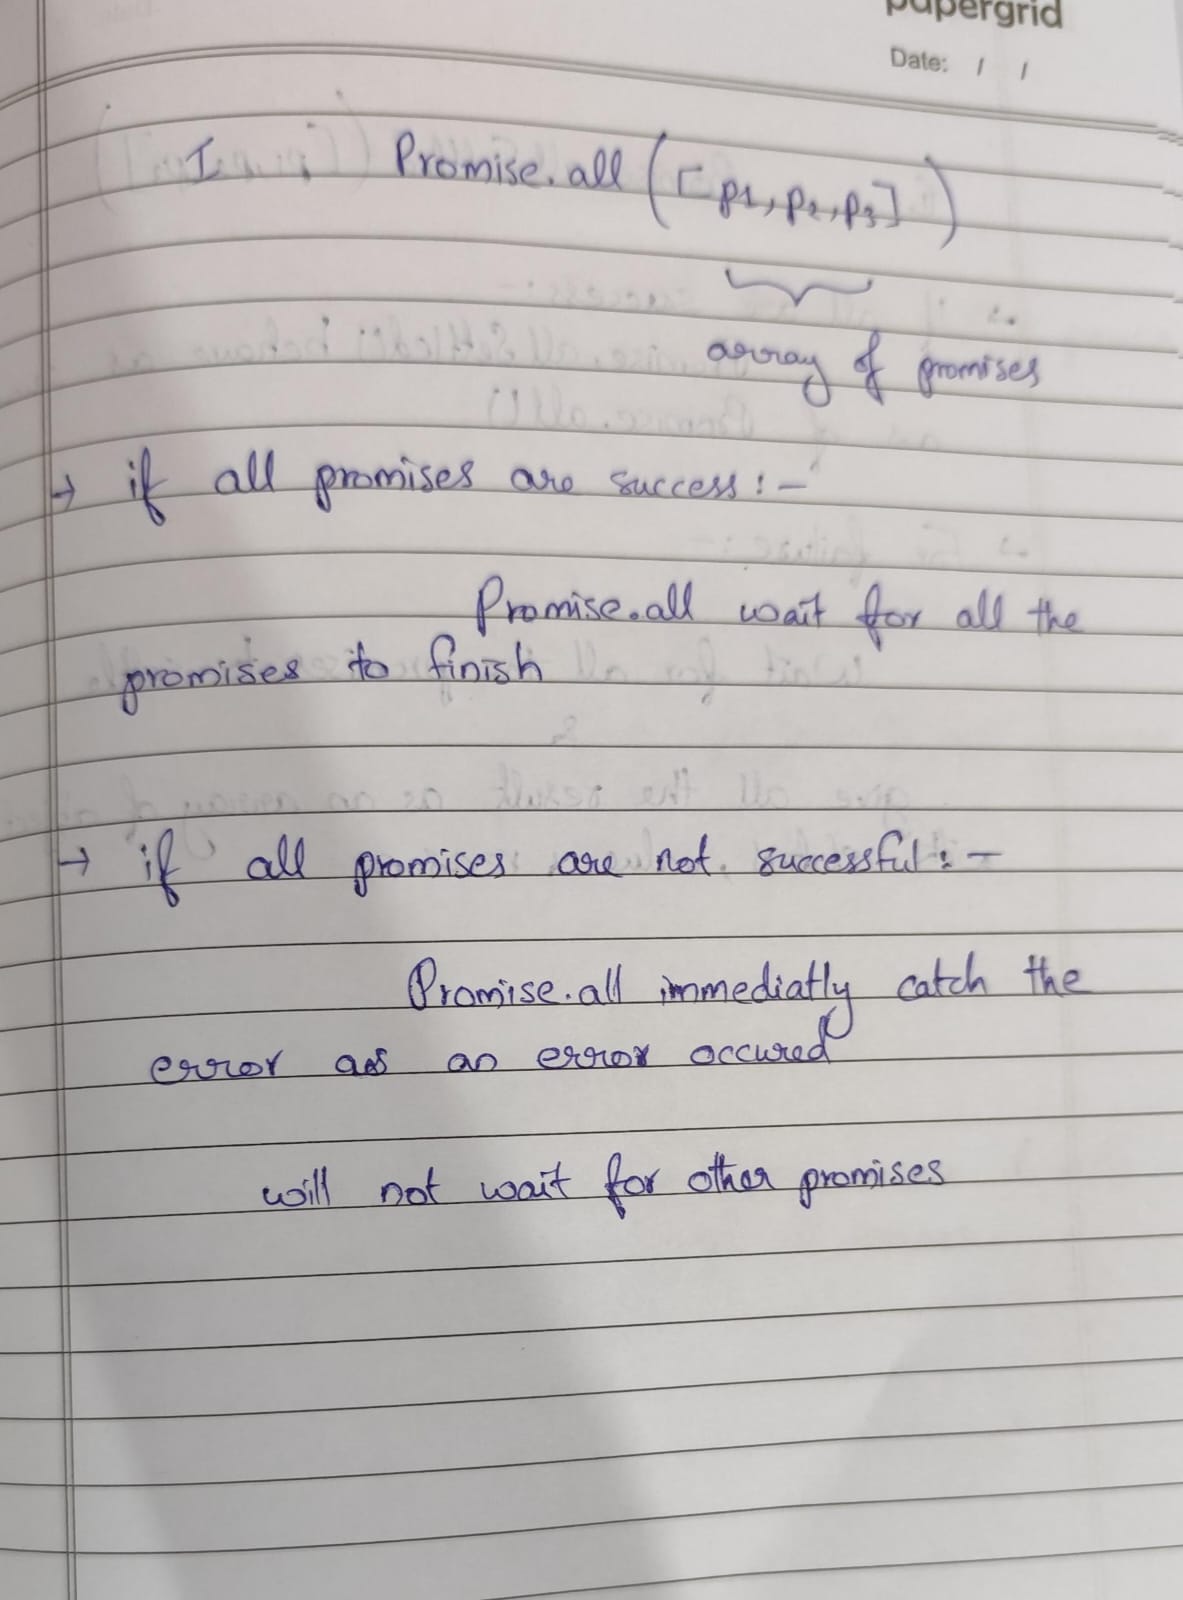 papergrid
Date: / /
I Promise.all ([p1, p2, p3])
array of promises
→ if all promises are success :-
Promise.all wait for all the
promises to finish
→ if all promises are not successful :-
Promise.all immediatly catch the
error as an error occured
will not wait for other promises